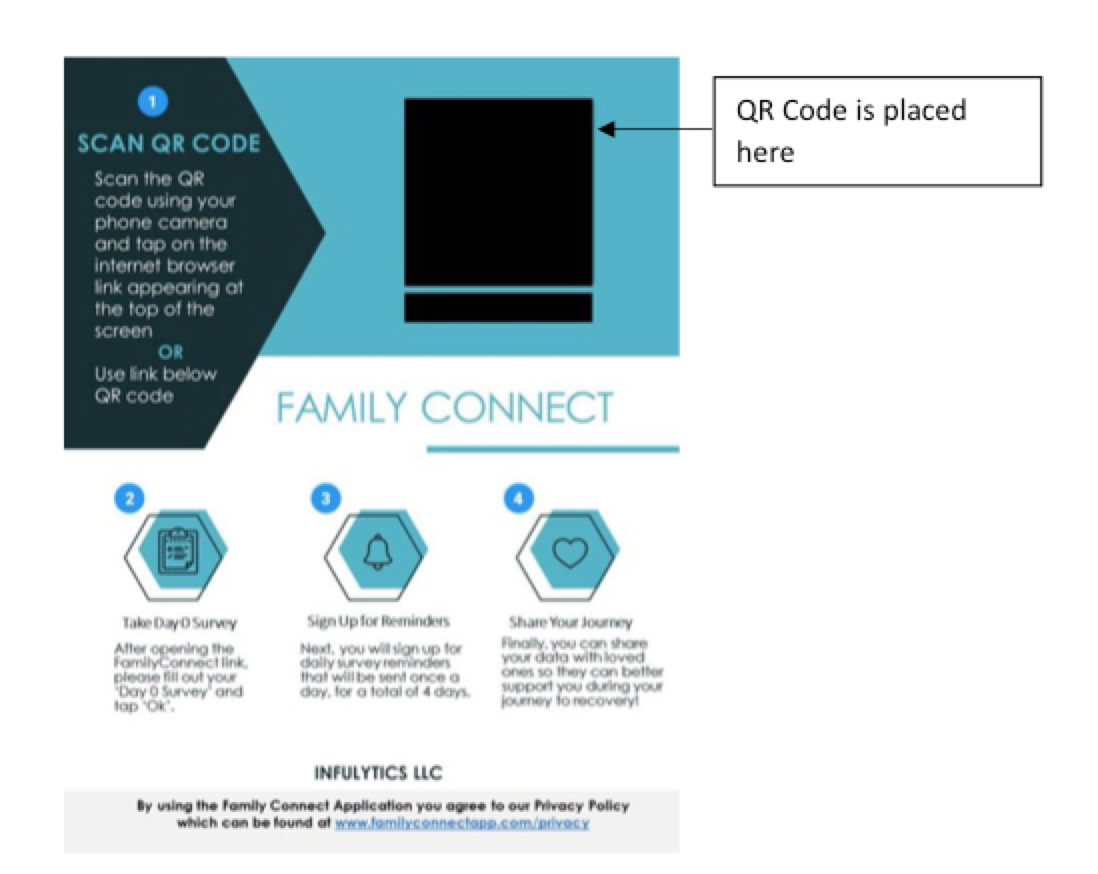 1
SCAN QR CODE
Scan the QR
code using your
phone camera
and tap on the
internet browser
link appearing at
the top of the
screen
OR
Use link below
QR code
QR Code is placed
here
FAMILY CONNECT
2
Take Day 0 Survey
After opening the
FamilyConnect link,
please fill out your
'Day 0 Survey' and
tap 'Ok'.
3
Sign Up for Reminders
Next, you will sign up for
daily survey reminders
that will be sent once a
day, for a total of 4 days.
4
Share Your Journey
Finally, you can share
your data with loved
ones so they can better
support you during your
journey to recovery!
INFULYTICS LLC
By using the Family Connect Application you agree to our Privacy Policy
which can be found at www.familyconnectapp.com/privacy